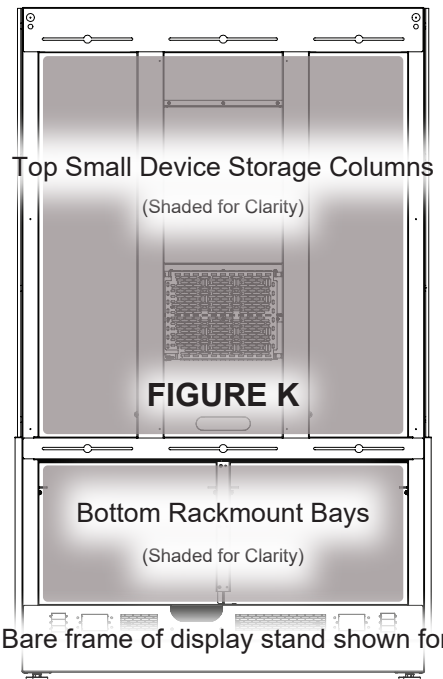 Top Small Device Storage Columns
(Shaded for Clarity)
FIGURE K
Bottom Rackmount Bays
(Shaded for Clarity)
Bare frame of display stand shown for